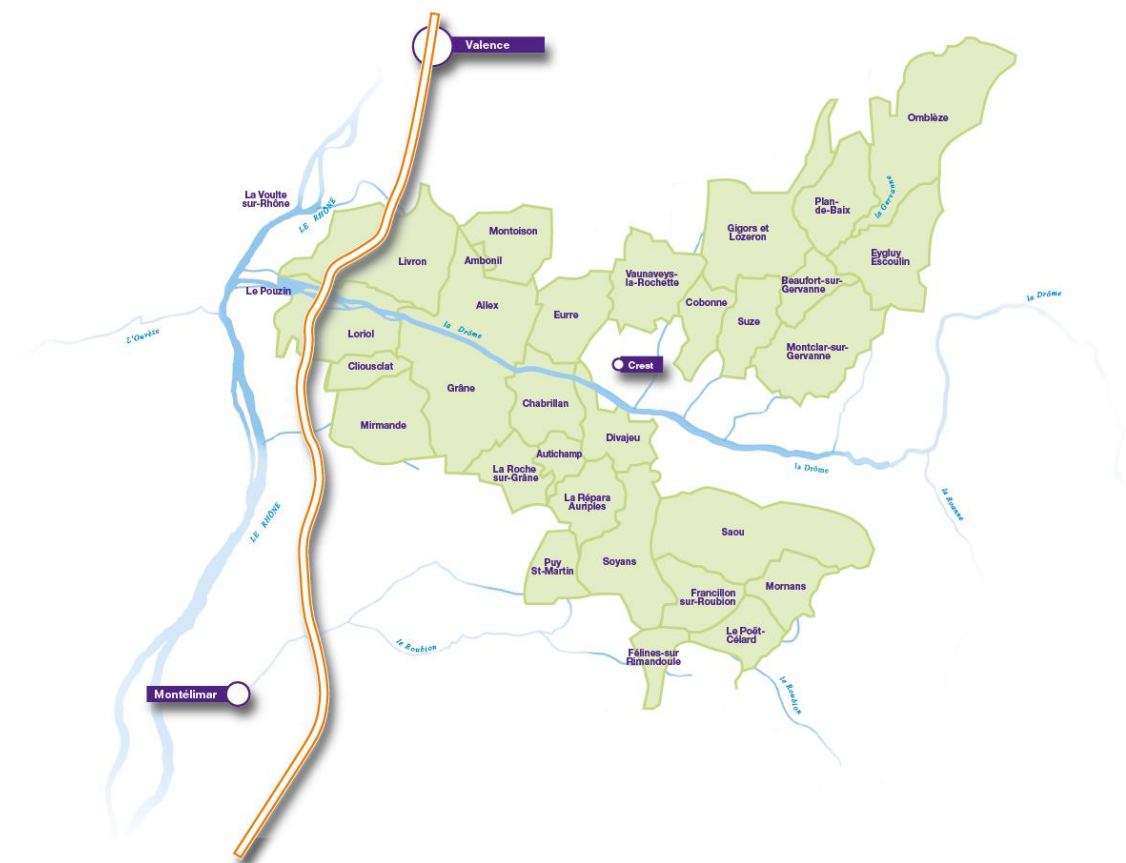 Valence
Omblèze
La Voulte
sur-Rhône
LE RHÔNE
Plan-
de-Baix
la Gervanne
Montoison
Gigors et
Lozeron
Livron
Ambonil
Eygluy
Escoulin
Vaunaveys-
la-Rochette
Beaufort-sur-
Gervanne
Le Pouzin
Allex
Cobonne
la Drôme
Eurre
Suze
L'Ouvèze
la Drôme
Loriol
Montclar-sur-
Gervanne
Cliousclat
Crest
Grâne
Chabrillan
Mirmande
Divajeu
Autichamp
La Roche
sur-Grâne
la Drôme
La Répara
Auriples
la Roanne
LE RHÔNE
Saou
Puy
St-Martin
Soyans
Mornans
Francillon
sur-Roubion
Le Poët-
Célard
le Roubion
Félines-sur
Rimandoule
Montélimar
le Roubion